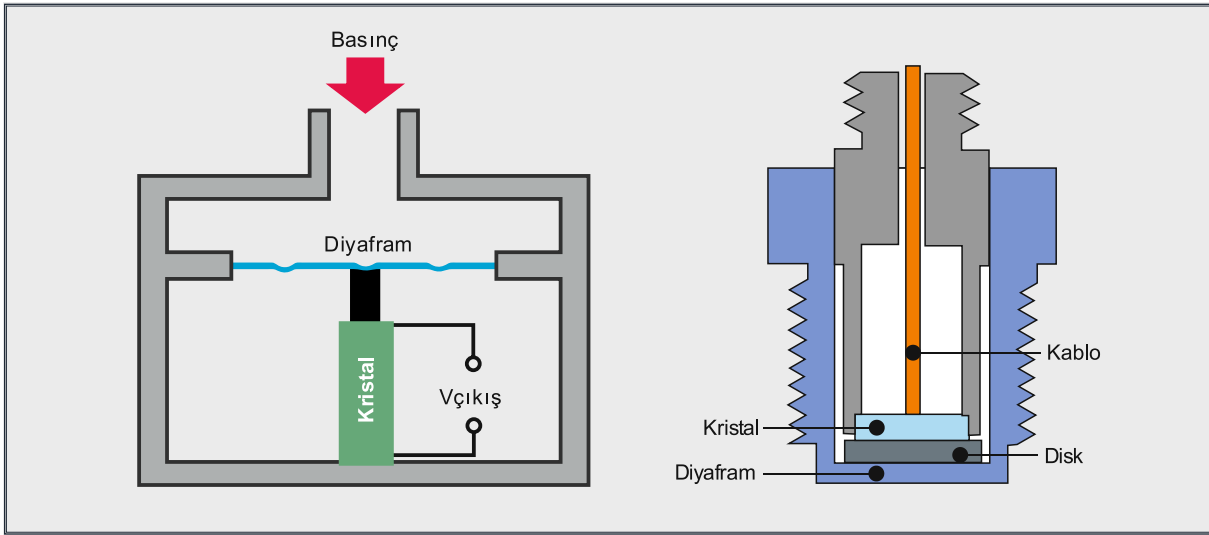 Basınç
Diyafram
Kristal
Vçıkış
Kablo
Kristal
Disk
Diyafram